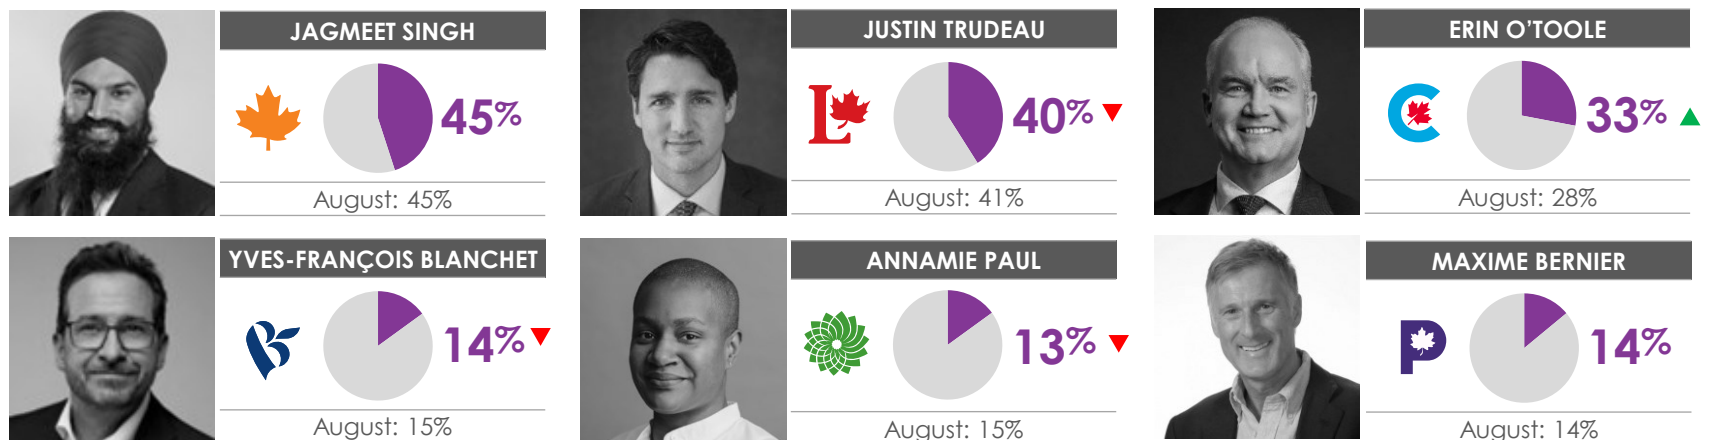 JAGMEET SINGH
45%
August: 45%
JUSTIN TRUDEAU
L
40%
August: 41%
ERIN O'TOOLE
C
33%
August: 28%
YVES-FRANÇOIS BLANCHET
14%
August: 15%
ANNAMIE PAUL
13%
August: 15%
MAXIME BERNIER
P
14%
August: 14%